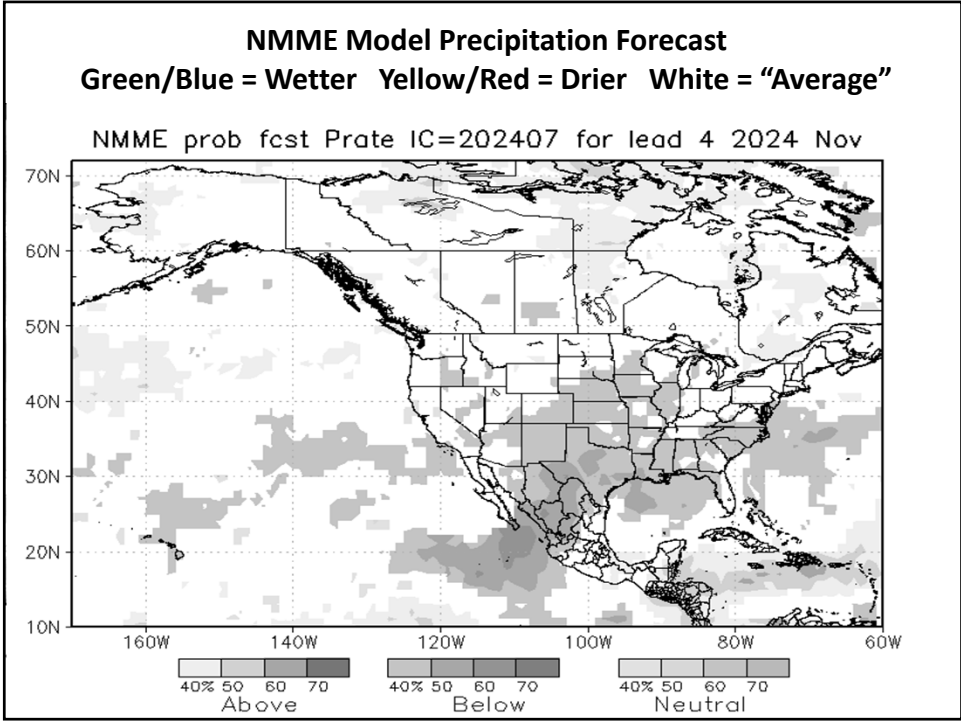 NMME Model Precipitation Forecast
Green/Blue = Wetter Yellow/Red = Drier White = “Average”
NMME prob fcst Prate IC=202407 for lead 4 2024 Nov
70N
60N
50N
40N
30N
20N
10N
160W 140W 120W 100W 80W 60W
40% 50 60 70 40% 50 60 70 40% 50 60 70
Above Below Neutral